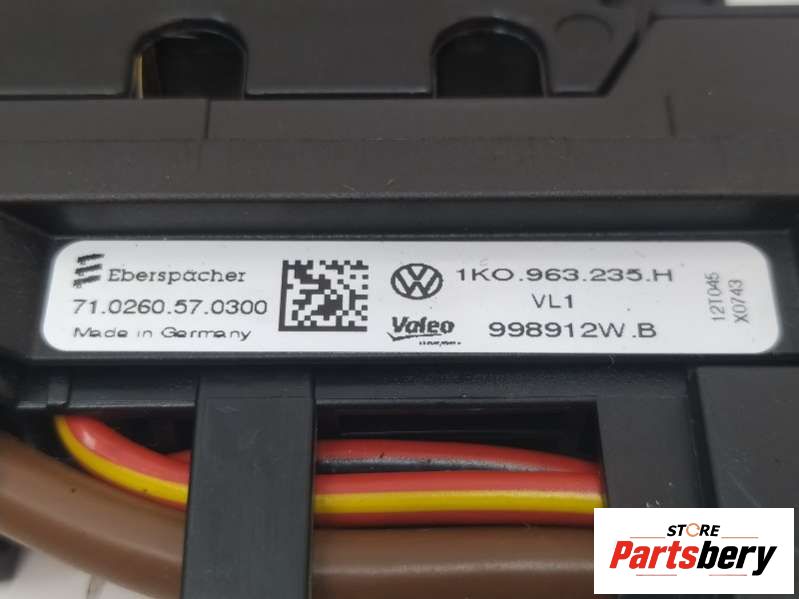 Eberspächer
71.0260.57.0300
Made in Germany
1K0.963.235.H
VL1
Valeo
998912W.B
12T045
X0743
STORE
Partsbery